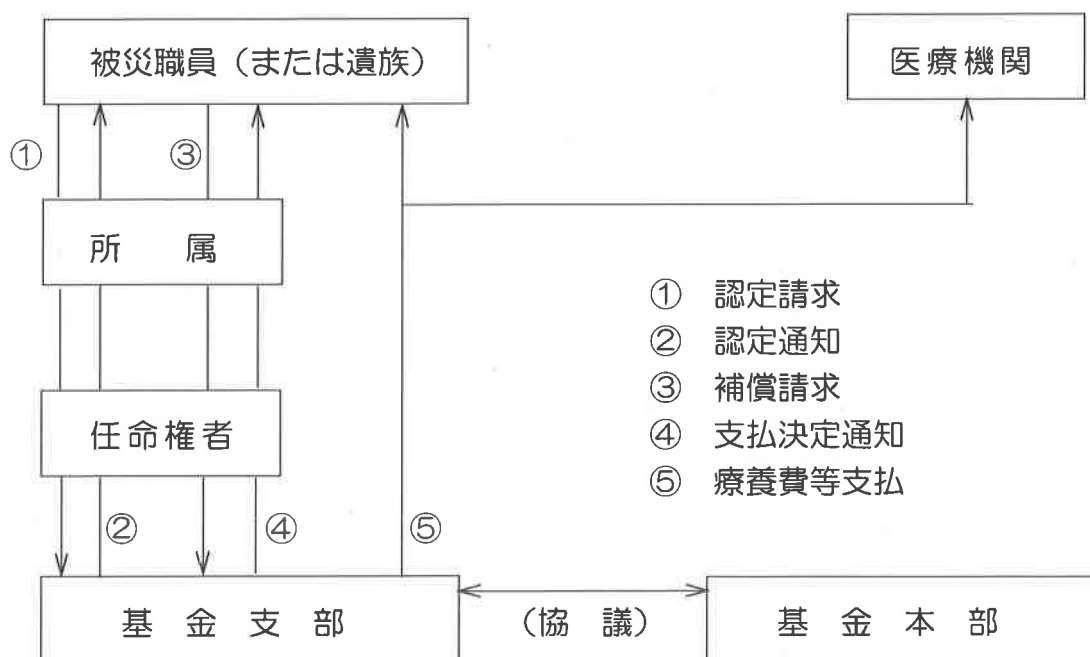 被災職員（または遺族）
医療機関
①
③
所属
① 認定請求
② 認定通知
③ 補償請求
④ 支払決定通知
⑤ 療養費等支払
任命権者
②
④
⑤
基金支部
（協議）
基金本部